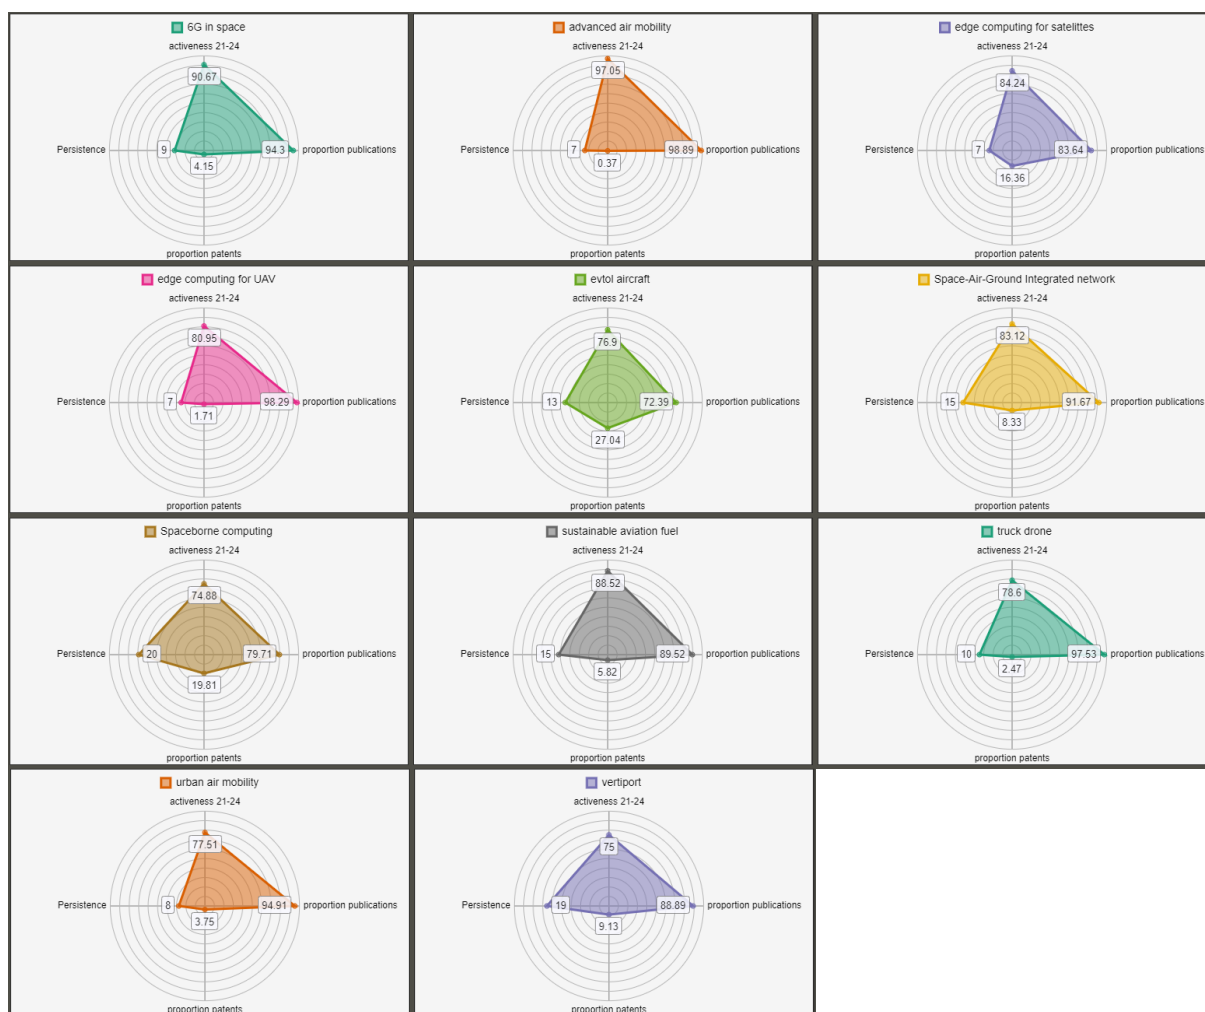 6G in space
activeness 21-24
90.67
Persistence 9 94.3 proportion publications
4.15
proportion patents
advanced air mobility
activeness 21-24
97.05
Persistence 7 98.89 proportion publications
0.37
proportion patents
edge computing for satelittes
activeness 21-24
84.24
Persistence 7 83.64 proportion publications
16.36
proportion patents
edge computing for UAV
activeness 21-24
80.95
Persistence 7 98.29 proportion publications
1.71
proportion patents
evtol aircraft
activeness 21-24
76.9
Persistence 13 72.39 proportion publications
27.04
proportion patents
Space-Air-Ground Integrated network
activeness 21-24
83.12
Persistence 15 91.67 proportion publications
8.33
proportion patents
Spaceborne computing
activeness 21-24
74.88
Persistence 20 79.71 proportion publications
19.81
proportion patents
sustainable aviation fuel
activeness 21-24
88.52
Persistence 15 89.52 proportion publications
5.82
proportion patents
truck drone
activeness 21-24
78.6
Persistence 10 97.53 proportion publications
2.47
proportion patents
urban air mobility
activeness 21-24
77.51
Persistence 8 94.91 proportion publications
3.75
proportion patents
vertiport
activeness 21-24
75
Persistence 19 88.89 proportion publications
9.13
proportion patents